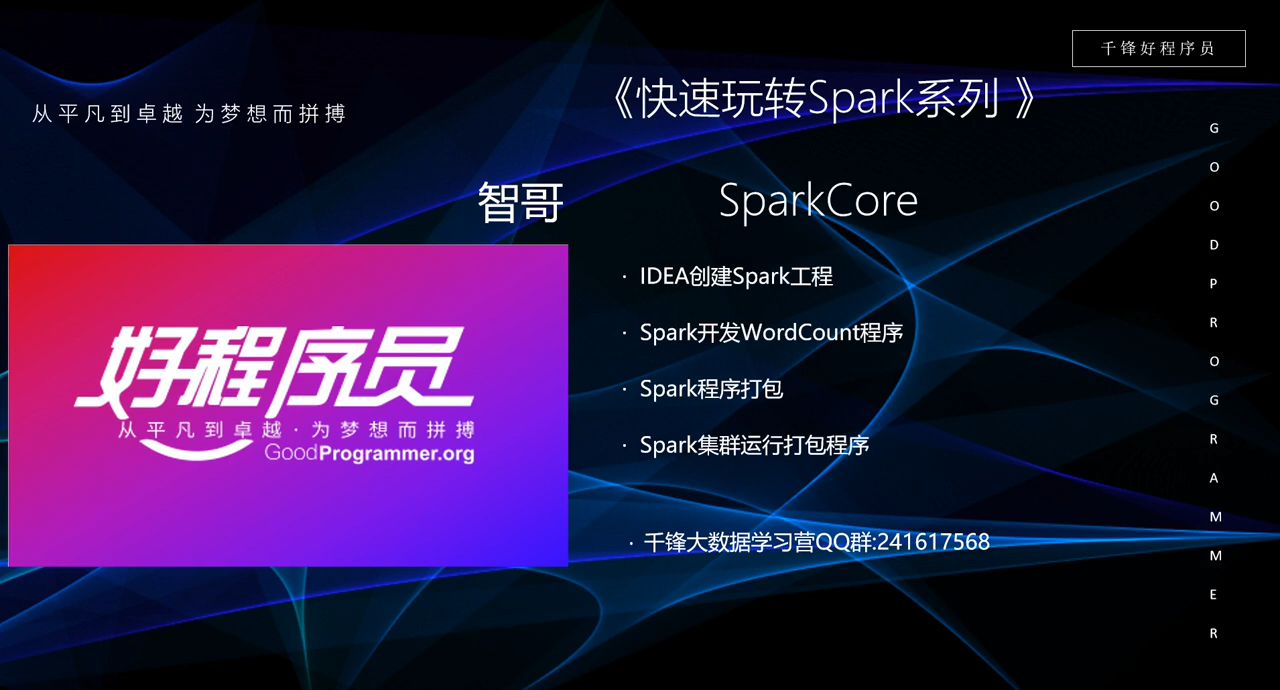 千锋好程序员
从平凡到卓越 为梦想而拼搏
《快速玩转Spark系列 》
智哥
SparkCore
· IDEA创建Spark工程
· Spark开发WordCount程序
· Spark程序打包
· Spark集群运行打包程序
· 千锋大数据学习营QQ群:241617568
好程序员
从平凡到卓越·为梦想而拼搏
GoodProgrammer.org
GOODPROGRAMMER